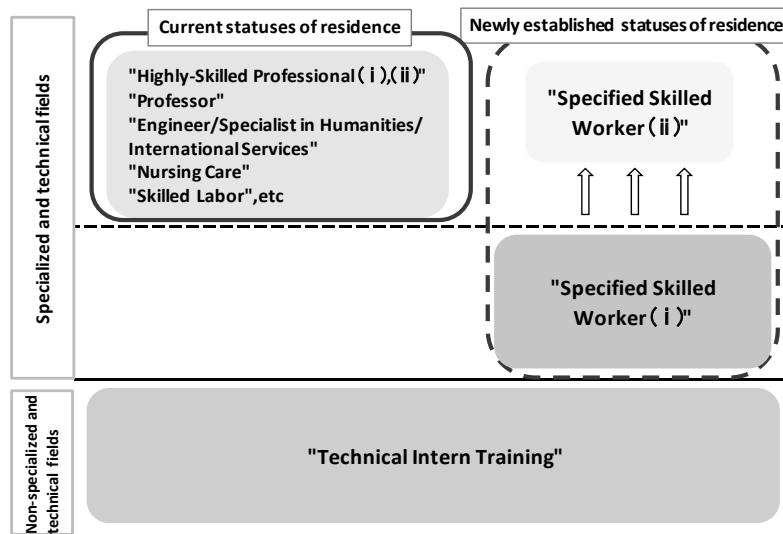 Current statuses of residence
Newly established statuses of residence
Specialized and technical fields
"Highly-Skilled Professional(ⅰ),(ⅱ)"
"Professor"
"Engineer/Specialist in Humanities/
International Services"
"Nursing Care"
"Skilled Labor",etc
"Specified Skilled
Worker(ⅱ)"
"Specified Skilled
Worker(ⅰ)"
Non-specialized and
technical fields
"Technical Intern Training"